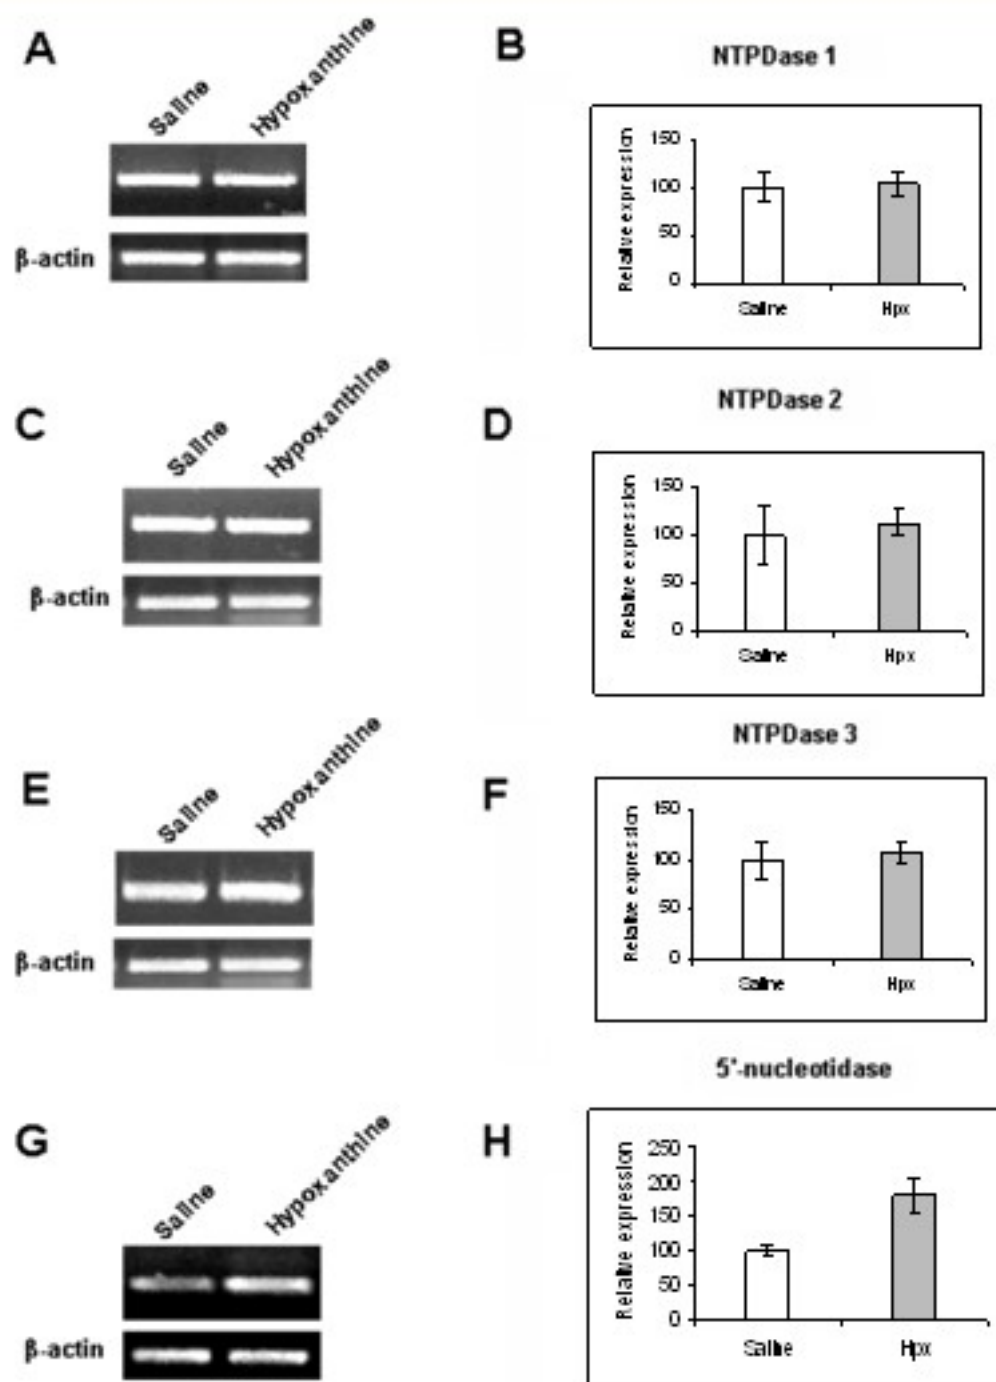 A
Saline
Hypoxanthine
β-actin
B
NTPDase 1
Relative expression
150
100
50
0
Saline
Hpx
C
Saline
Hypoxanthine
β-actin
D
NTPDase 2
Relative expression
150
100
50
0
Saline
Hpx
E
Saline
Hypoxanthine
β-actin
F
NTPDase 3
Relative expression
150
100
50
0
Saline
Hpx
G
Saline
Hypoxanthine
β-actin
H
5'-nucleotidase
Relative expression
250
200
150
100
50
0
Saline
Hpx